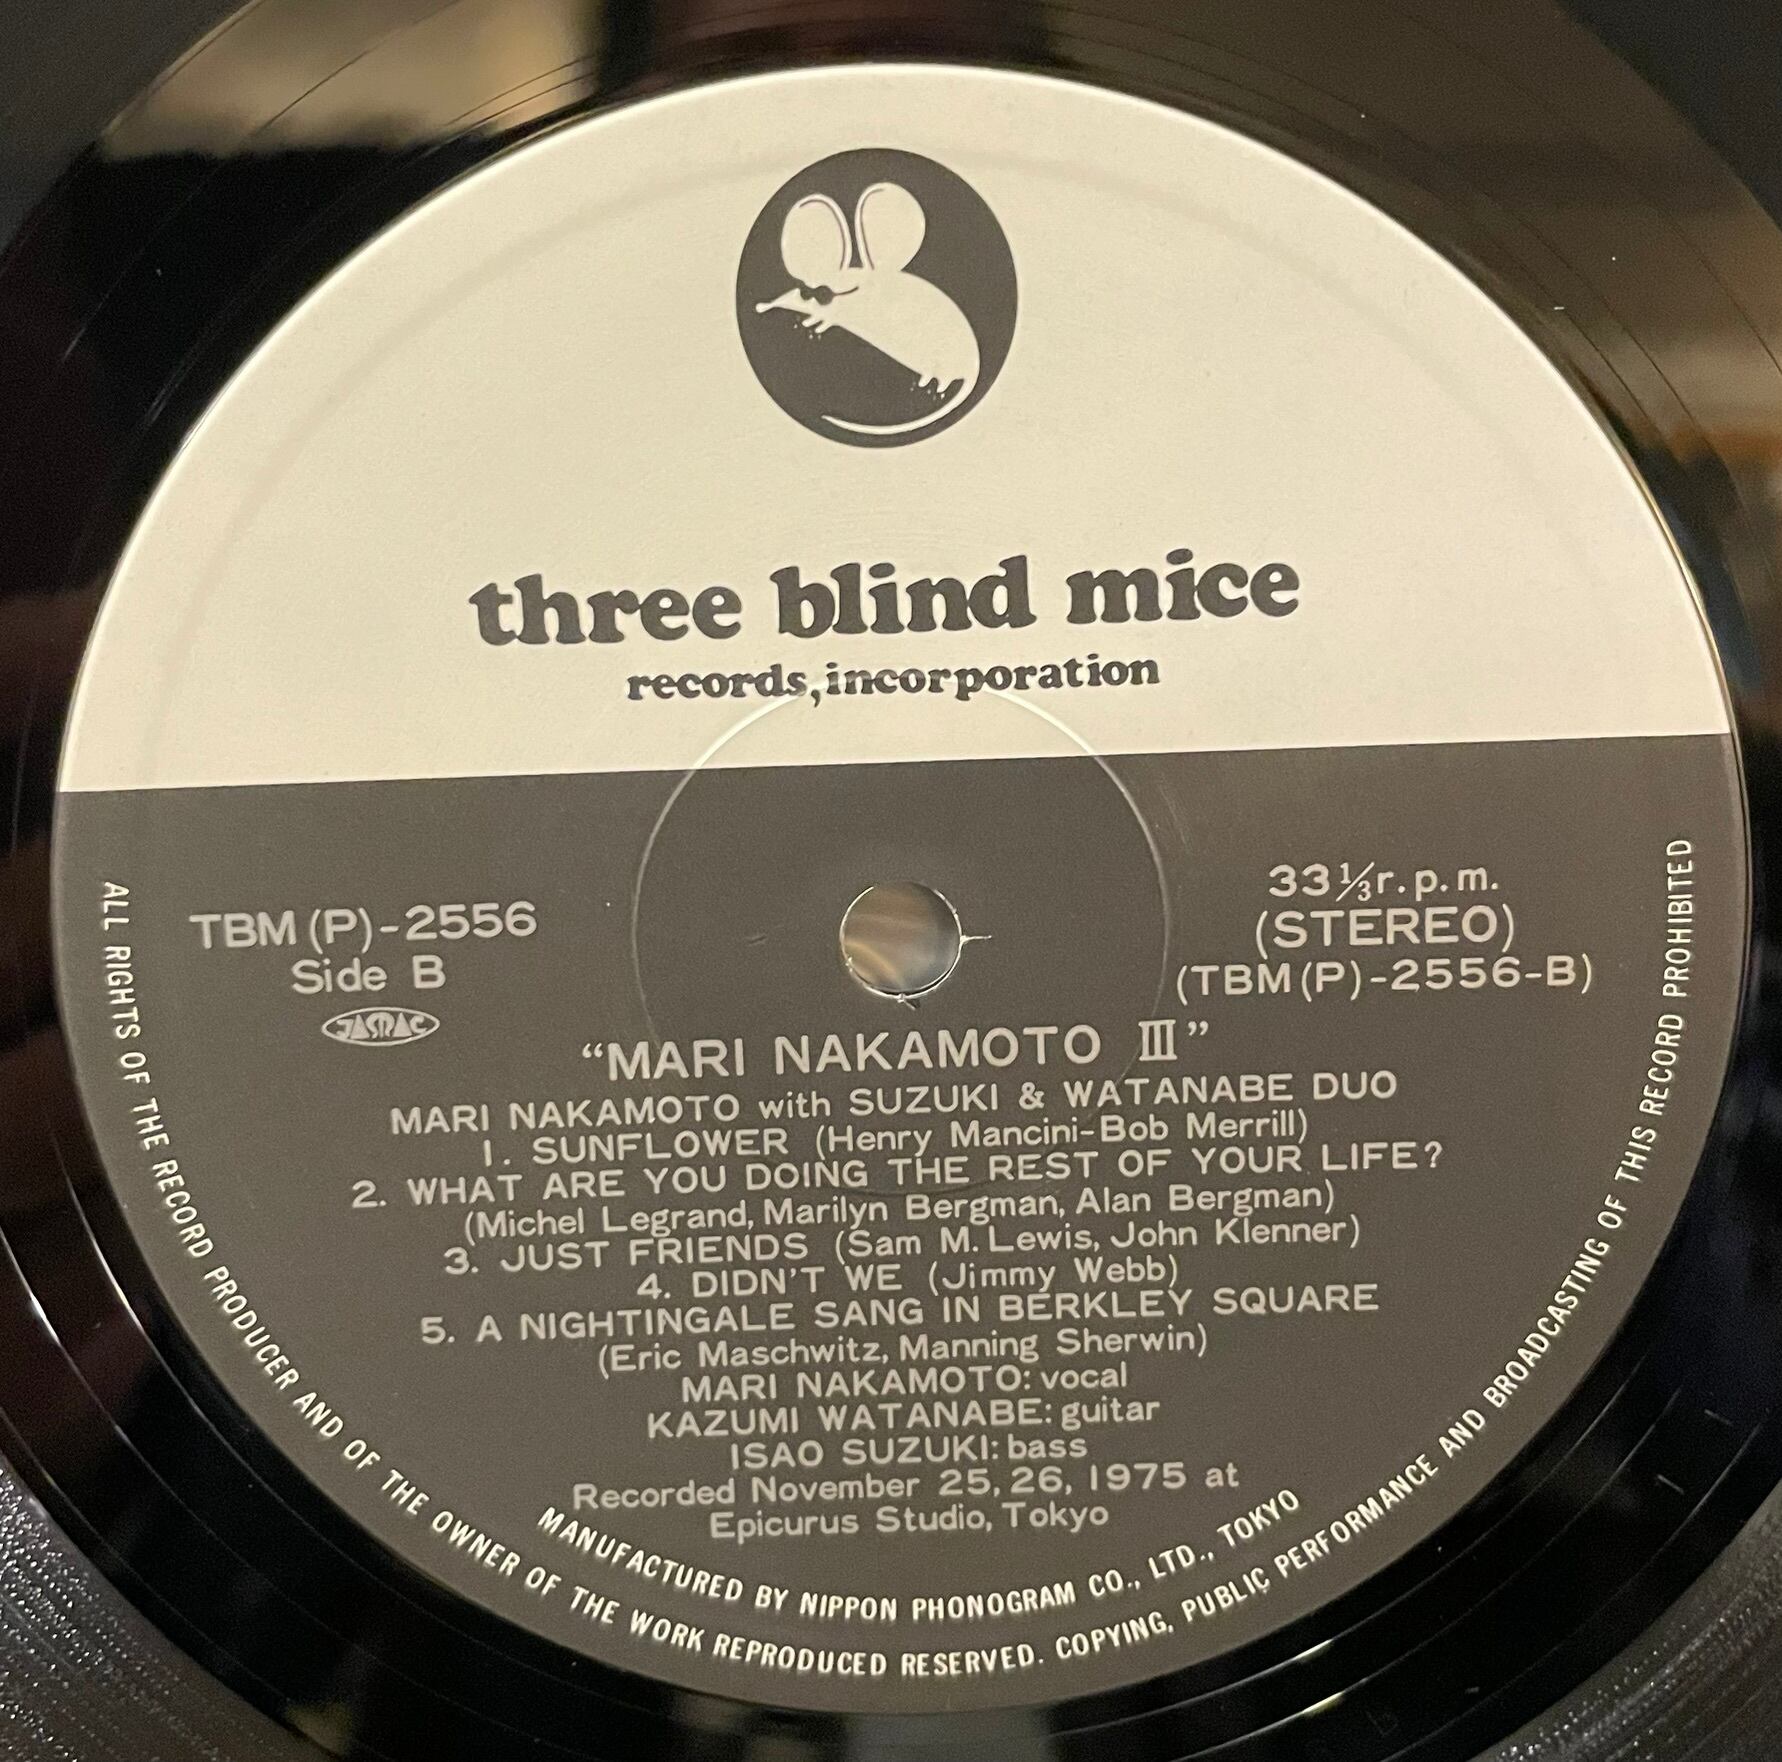 three blind mice
records, incorporation
TBM (P)-2556
Side B
JASRAC
33⅓ r.p.m.
(STEREO)
(TBM (P)-2556-B)
“MARI NAKAMOTO III”
MARI NAKAMOTO with SUZUKI & WATANABE DUO
1. SUNFLOWER (Henry Mancini-Bob Merrill)
2. WHAT ARE YOU DOING THE REST OF YOUR LIFE?
(Michel Legrand, Marilyn Bergman, Alan Bergman)
3. JUST FRIENDS (Sam M. Lewis, John Klenner)
4. DIDN'T WE (Jimmy Webb)
5. A NIGHTINGALE SANG IN BERKLEY SQUARE
(Eric Maschwitz, Manning Sherwin)
MARI NAKAMOTO: vocal
KAZUMI WATANABE: guitar
ISAO SUZUKI: bass
Recorded November 25, 26, 1975 at
Epicurus Studio, Tokyo
MANUFACTURED BY NIPPON PHONOGRAM CO., LTD., TOKYO
ALL RIGHTS OF THE RECORD PRODUCER AND OF THE OWNER OF THE WORK REPRODUCED RESERVED. COPYING, PUBLIC PERFORMANCE AND BROADCASTING OF THIS RECORD PROHIBITED